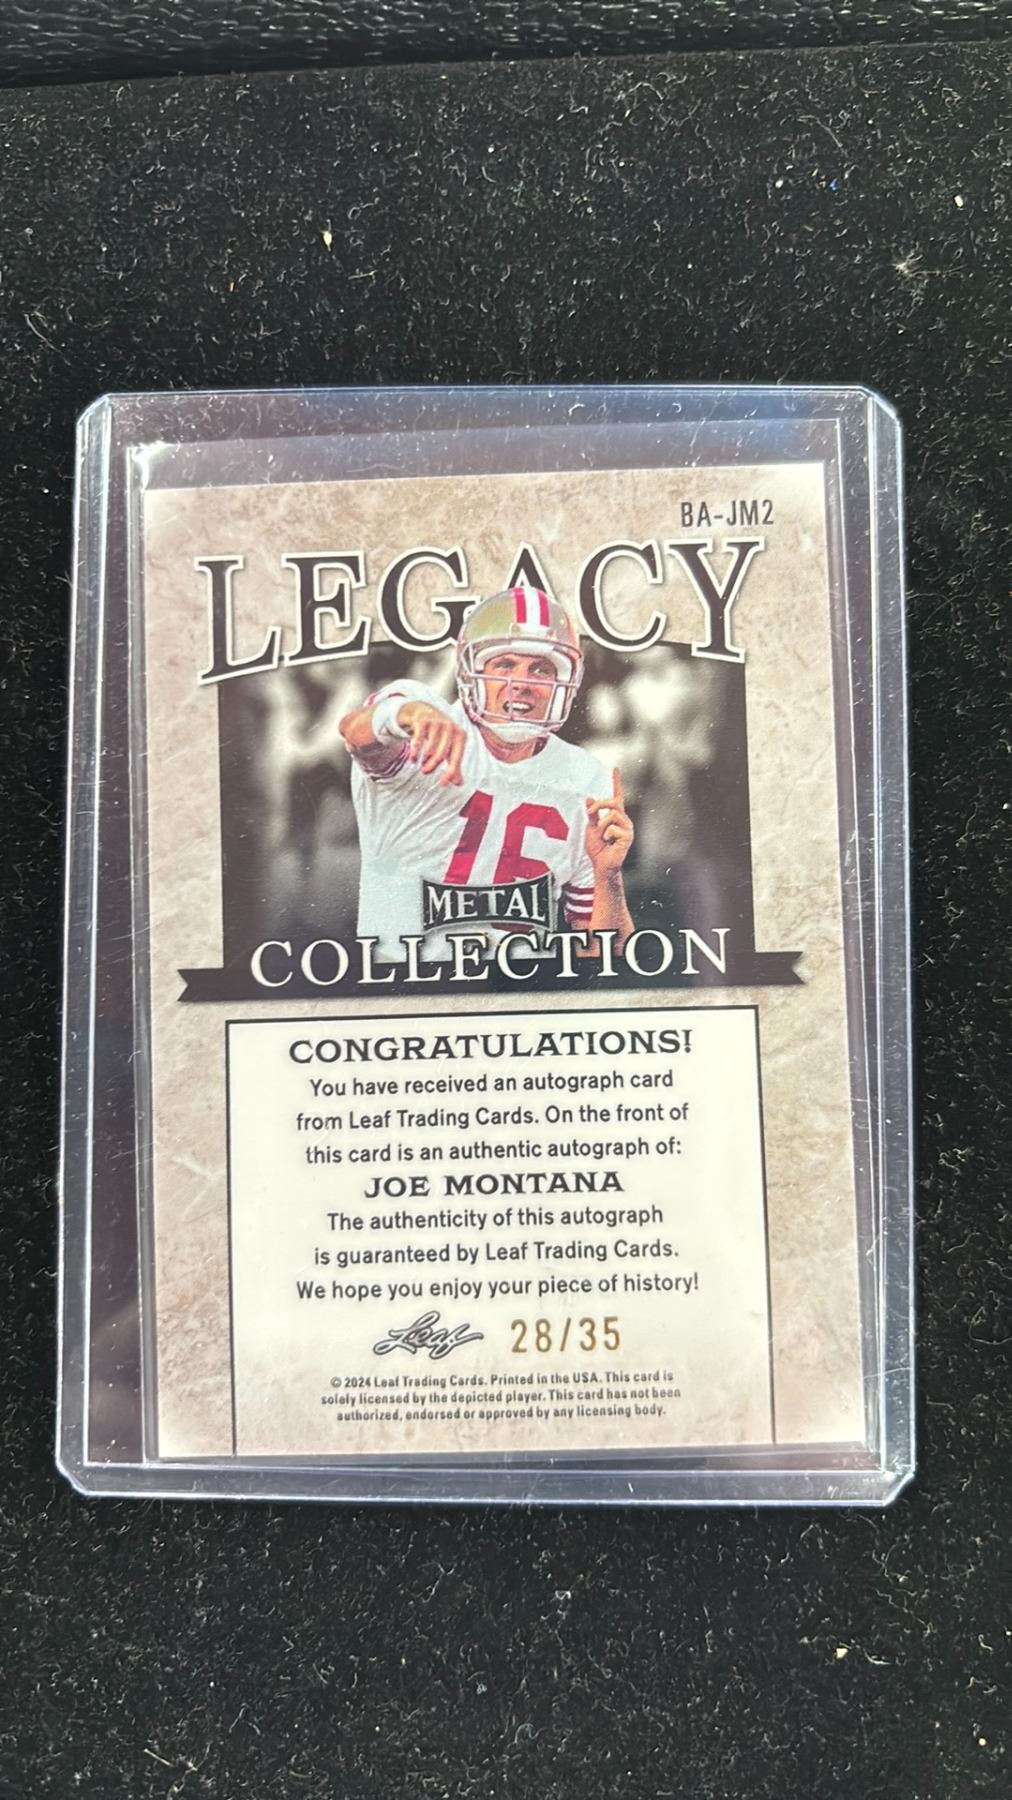 BA-JM2
LEGACY
16
METAL
COLLECTION
CONGRATULATIONS!
You have received an autograph card
from Leaf Trading Cards. On the front of
this card is an authentic autograph of:
JOE MONTANA
The authenticity of this autograph
is guaranteed by Leaf Trading Cards.
We hope you enjoy your piece of history!
Leaf 28/35
© 2024 Leaf Trading Cards. Printed in the USA. This card is
solely licensed by the depicted player. This card has not been
authorized, endorsed or approved by any licensing body.